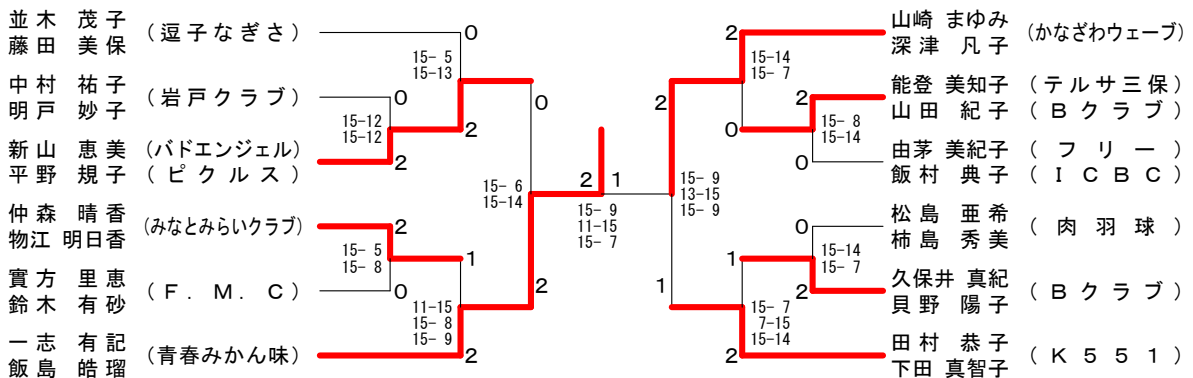 並木 茂子
藤田 美保
(逗子なぎさ)
中村 祐子
明戸 妙子
(岩戸クラブ)
新山 恵美 (バドエンジェル)
平野 規子 (ピクルス)
仲森 晴香
物江 明日香
(みなとみらいクラブ)
實方 里恵
鈴木 有砂
(F.M.C)
一志 有記
飯島 皓瑠
(青春みかん味)
0
15- 5
15-13
2
0
15-12
15-12
2
2
15- 5
15- 8
0
1
11-15
15- 8
15- 9
2
0
15- 6
15-14
2
2 1
15- 9
11-15
15- 7
2
15- 9
13-15
15- 9
1
2
15-14
15- 7
0
2
15- 8
15-14
0
0
15-14
15- 7
2
1
15- 7
7-15
15-14
2
山崎 まゆみ
深津 凡子
(かなざわウェーブ)
能登 美知子 (テルサ三保)
山田 紀子 (Bクラブ)
由茅 美紀子 (フリー)
飯村 典子 (ICBC)
松島 亜希
柿島 秀美
(肉羽球)
久保井 真紀
貝野 陽子
(Bクラブ)
田村 恭子
下田 真智子
(K551)